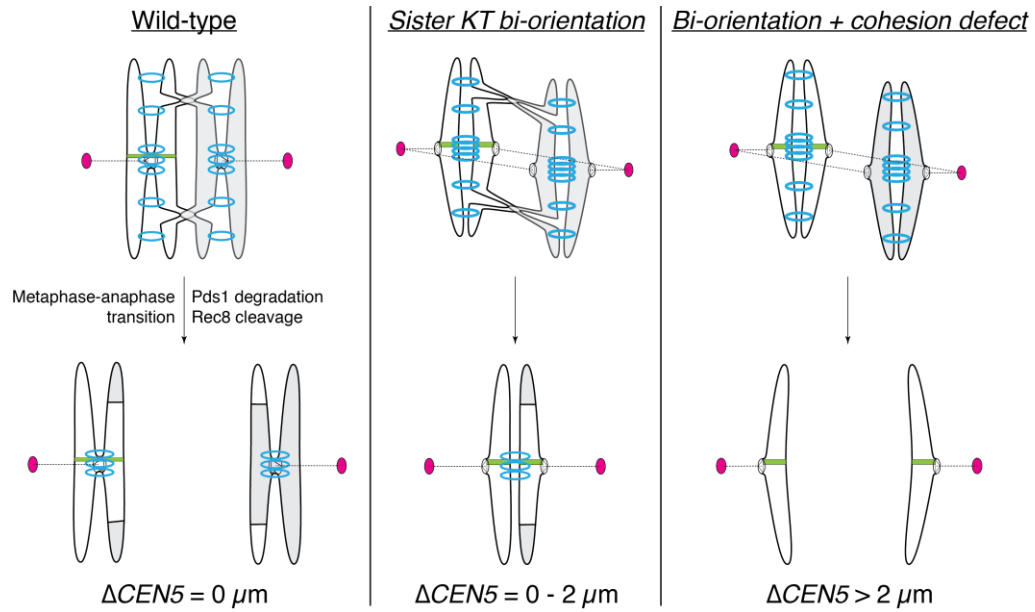 Wild-type
Sister KT bi-orientation
Bi-orientation + cohesion defect
Metaphase-anaphase transition
Pds1 degradation
Rec8 cleavage
ΔCEN5 = 0 µm
ΔCEN5 = 0 - 2 µm
ΔCEN5 > 2 µm